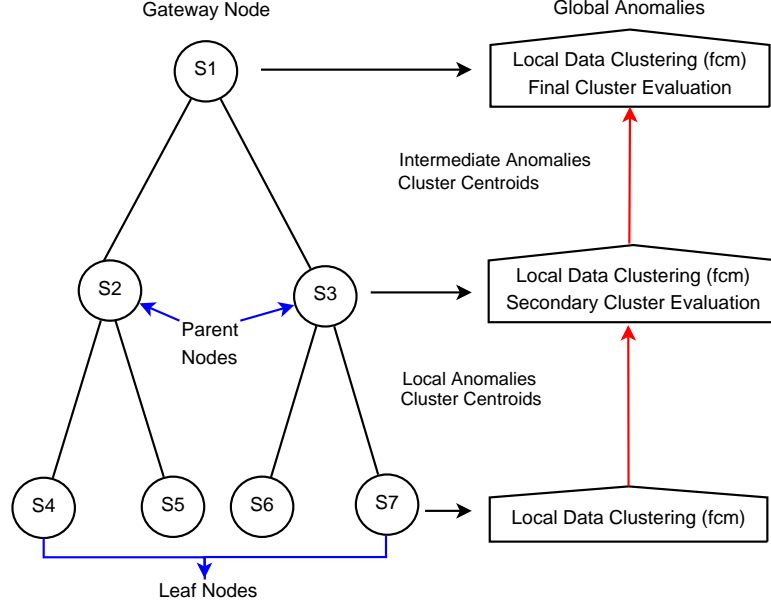 Gateway Node
Global Anomalies
S1
Local Data Clustering (fcm)
Final Cluster Evaluation
Intermediate Anomalies
Cluster Centroids
S2
S3
Parent
Nodes
Local Data Clustering (fcm)
Secondary Cluster Evaluation
Local Anomalies
Cluster Centroids
S4
S5
S6
S7
Local Data Clustering (fcm)
Leaf Nodes